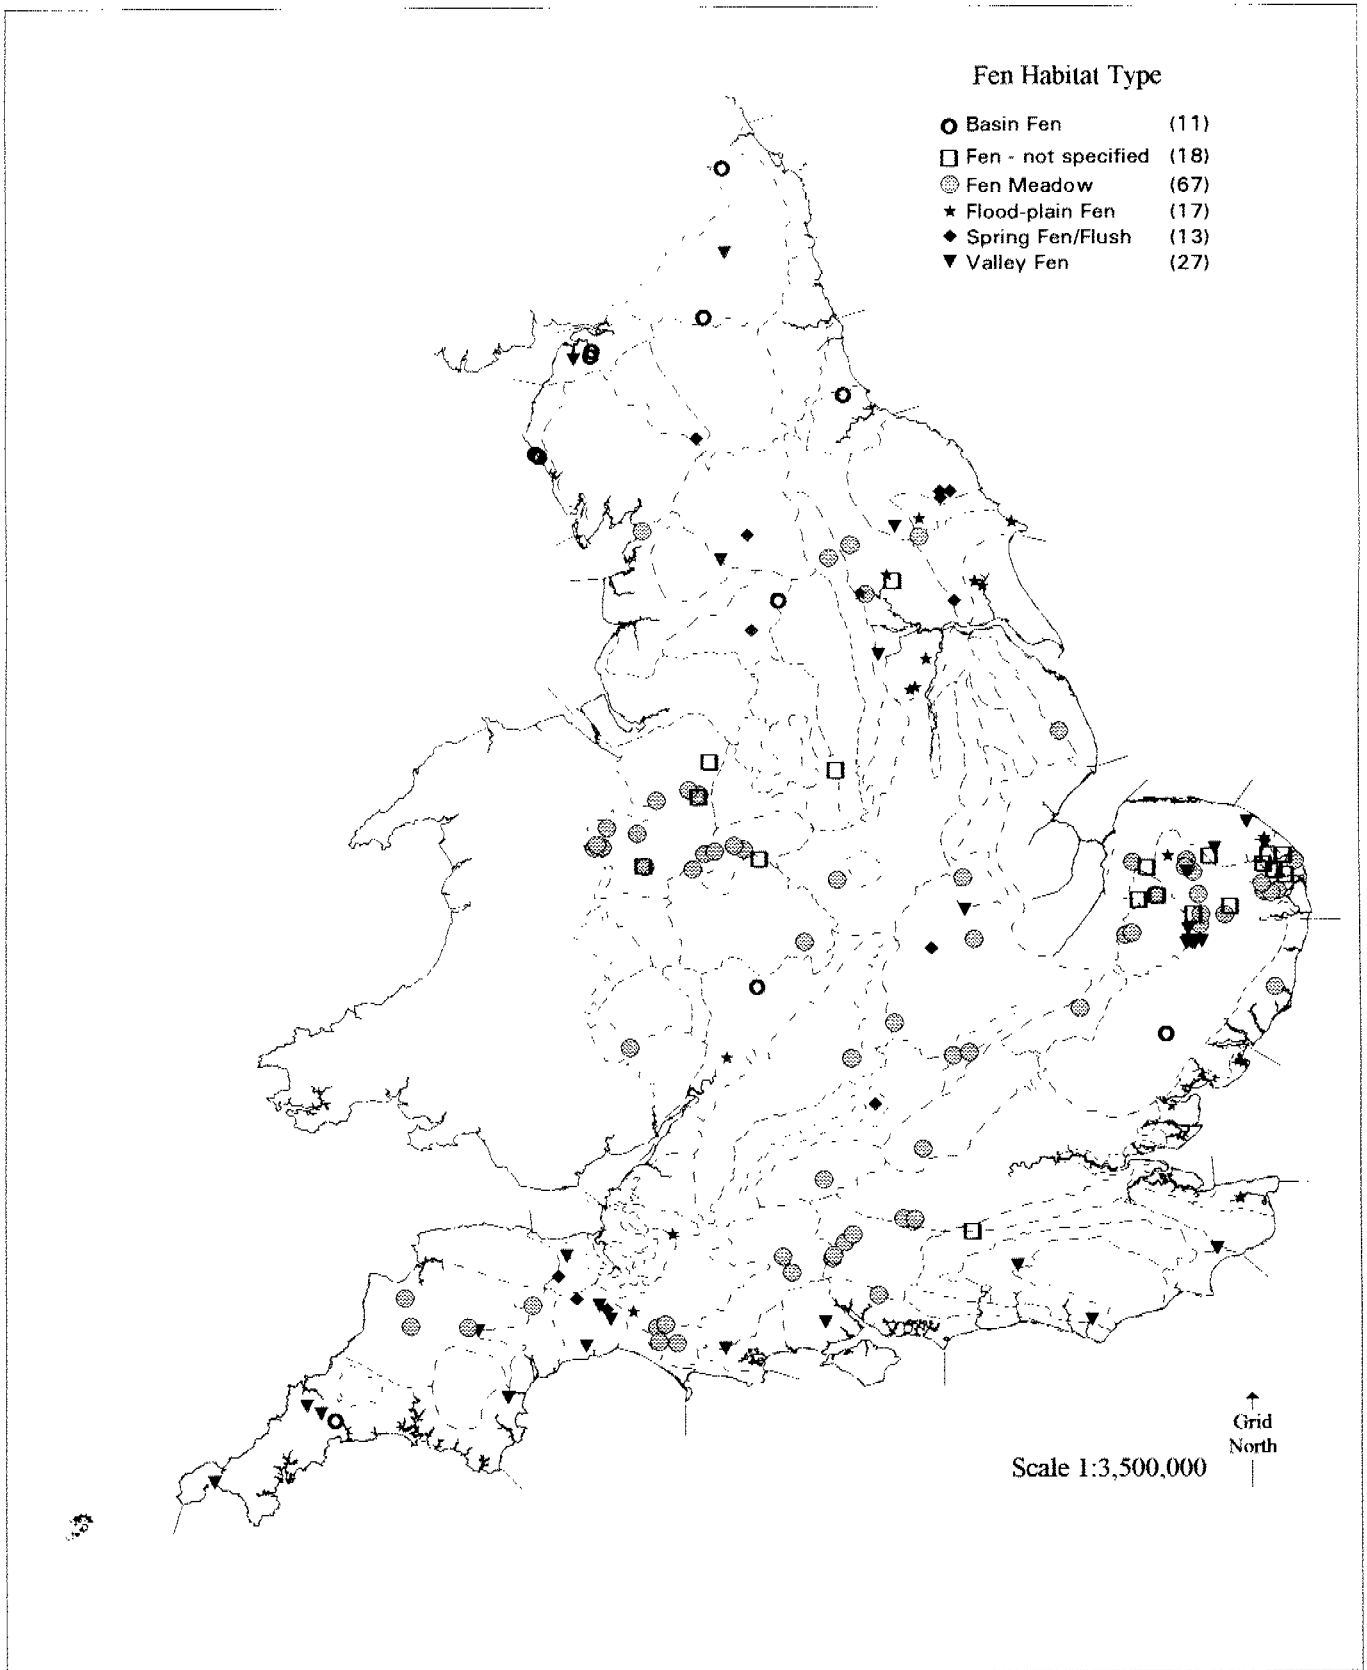 Fen Habitat Type
Basin Fen (11)
Fen - not specified (18)
Fen Meadow (67)
Flood-plain Fen (17)
Spring Fen/Flush (13)
Valley Fen (27)
Grid
North
Scale 1:3,500,000